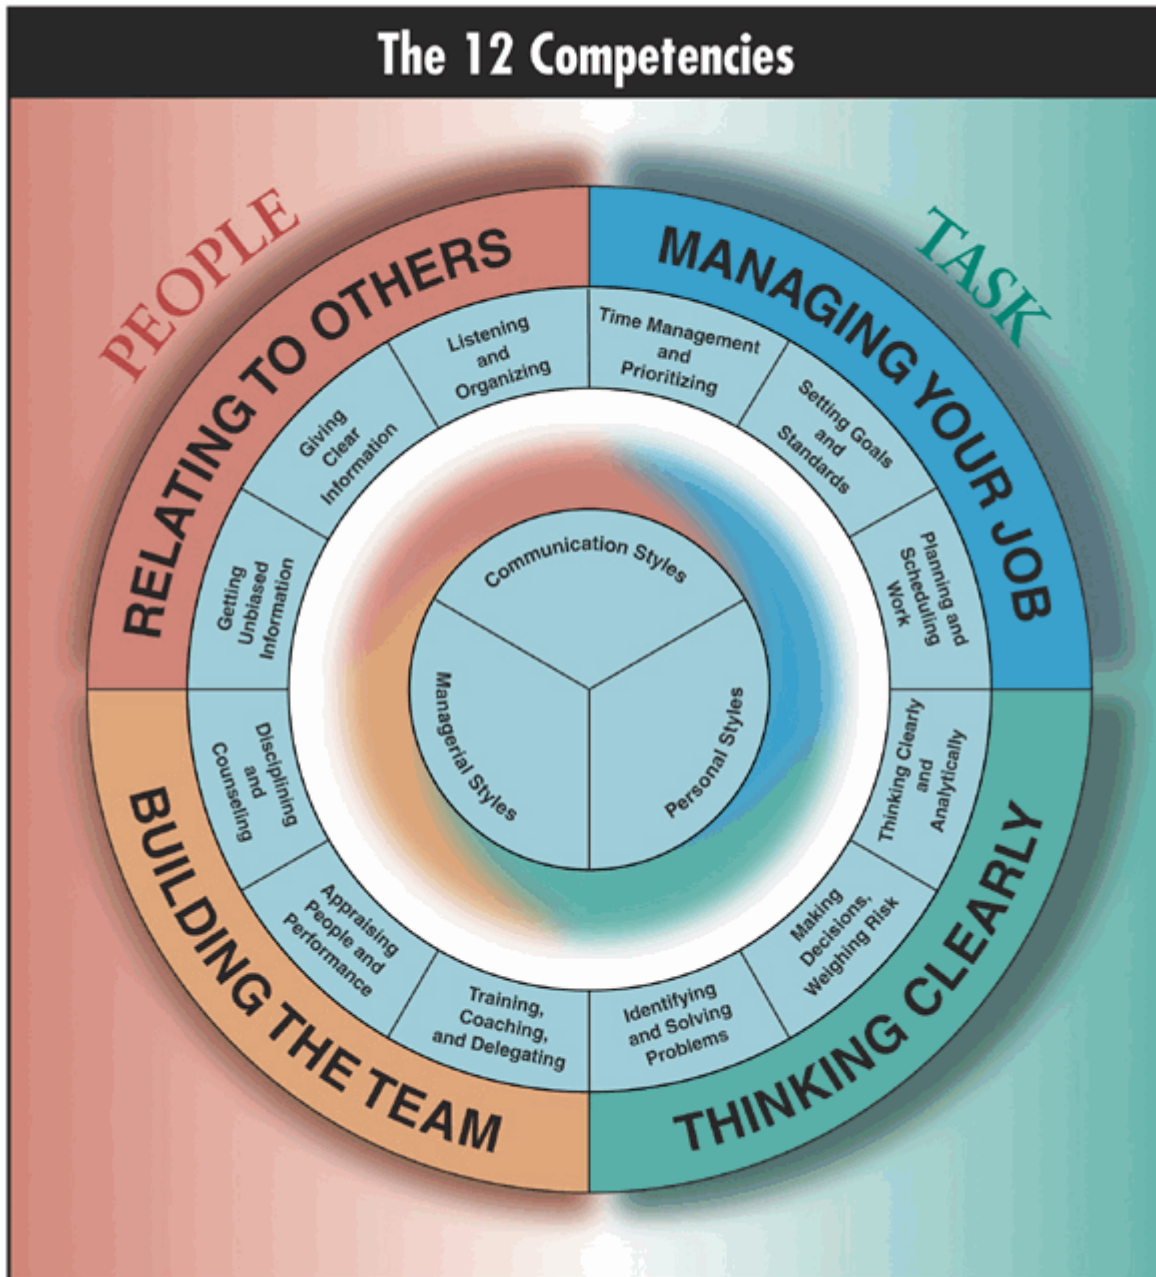 The 12 Competencies
PEOPLE
TASK
RELATING TO OTHERS
MANAGING YOUR JOB
Listening
and
Organizing
Time Management
and
Prioritizing
Giving
Clear
Information
Setting Goals
and
Standards
Getting
Unbiased
Information
Planning and
Scheduling
Work
Communication Styles
Managerial Styles
Personal Styles
Disciplining
and
Counseling
Thinking Clearly
and
Analytically
Appraising
People and
Performance
Making
Decisions,
Weighing Risk
Training,
Coaching,
and Delegating
Identifying
and Solving
Problems
BUILDING THE TEAM
THINKING CLEARLY